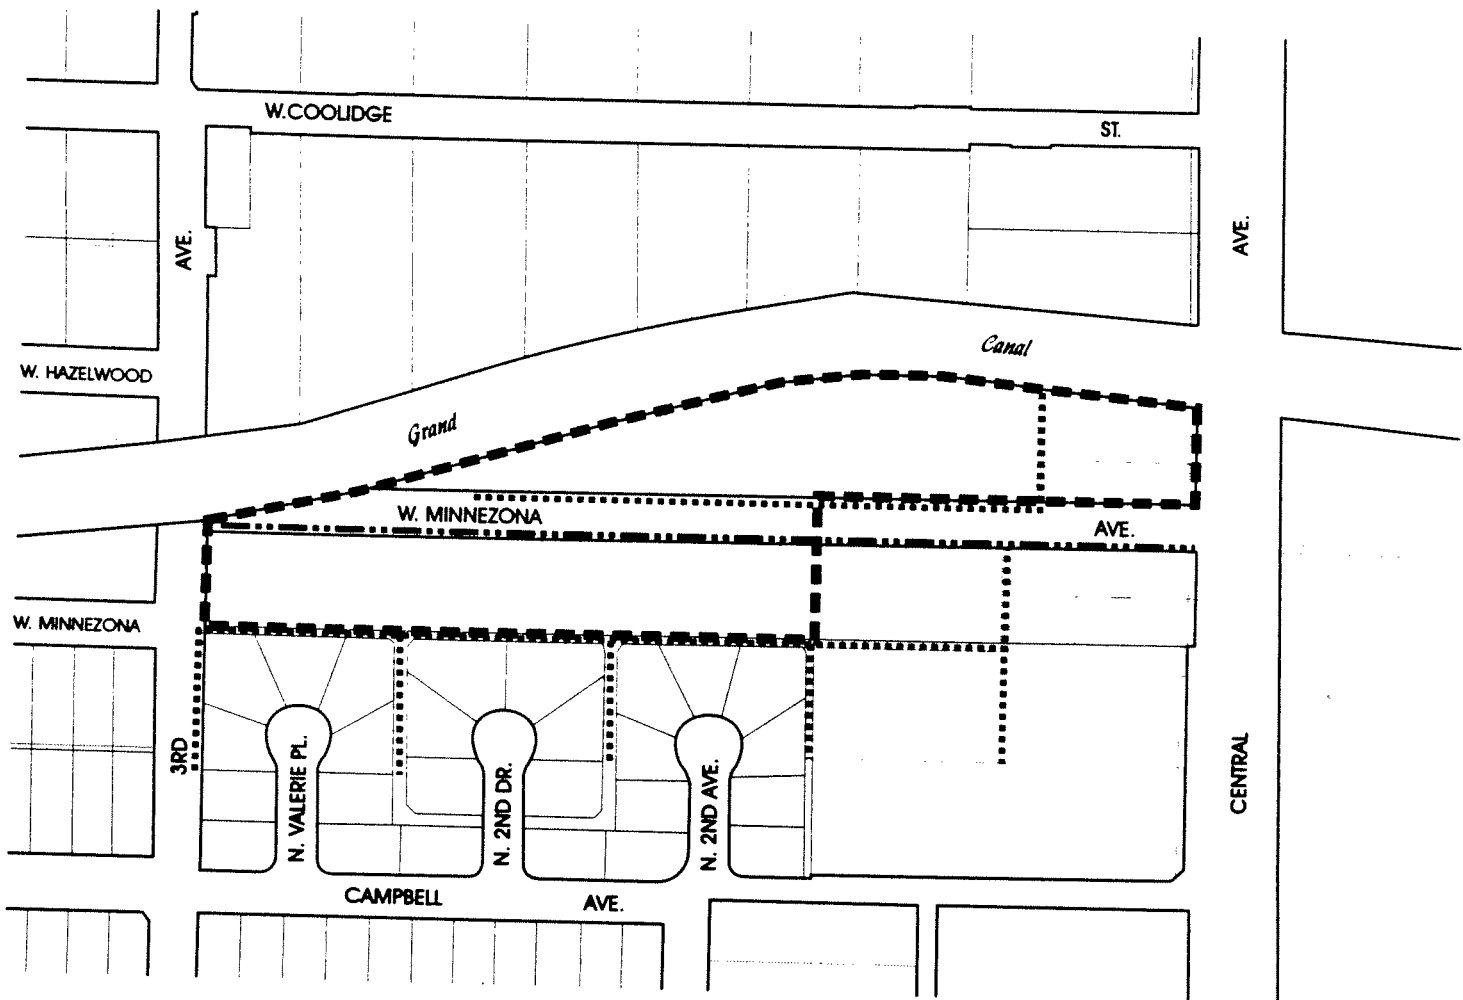 W.COOLIDGE
ST.
AVE.
AVE.
Canal
W. HAZELWOOD
Grand
W. MINNEZONA
AVE.
W. MINNEZONA
3RD
N. VALERIE PL.
N. 2ND DR.
N. 2ND AVE.
CENTRAL
CAMPBELL
AVE.